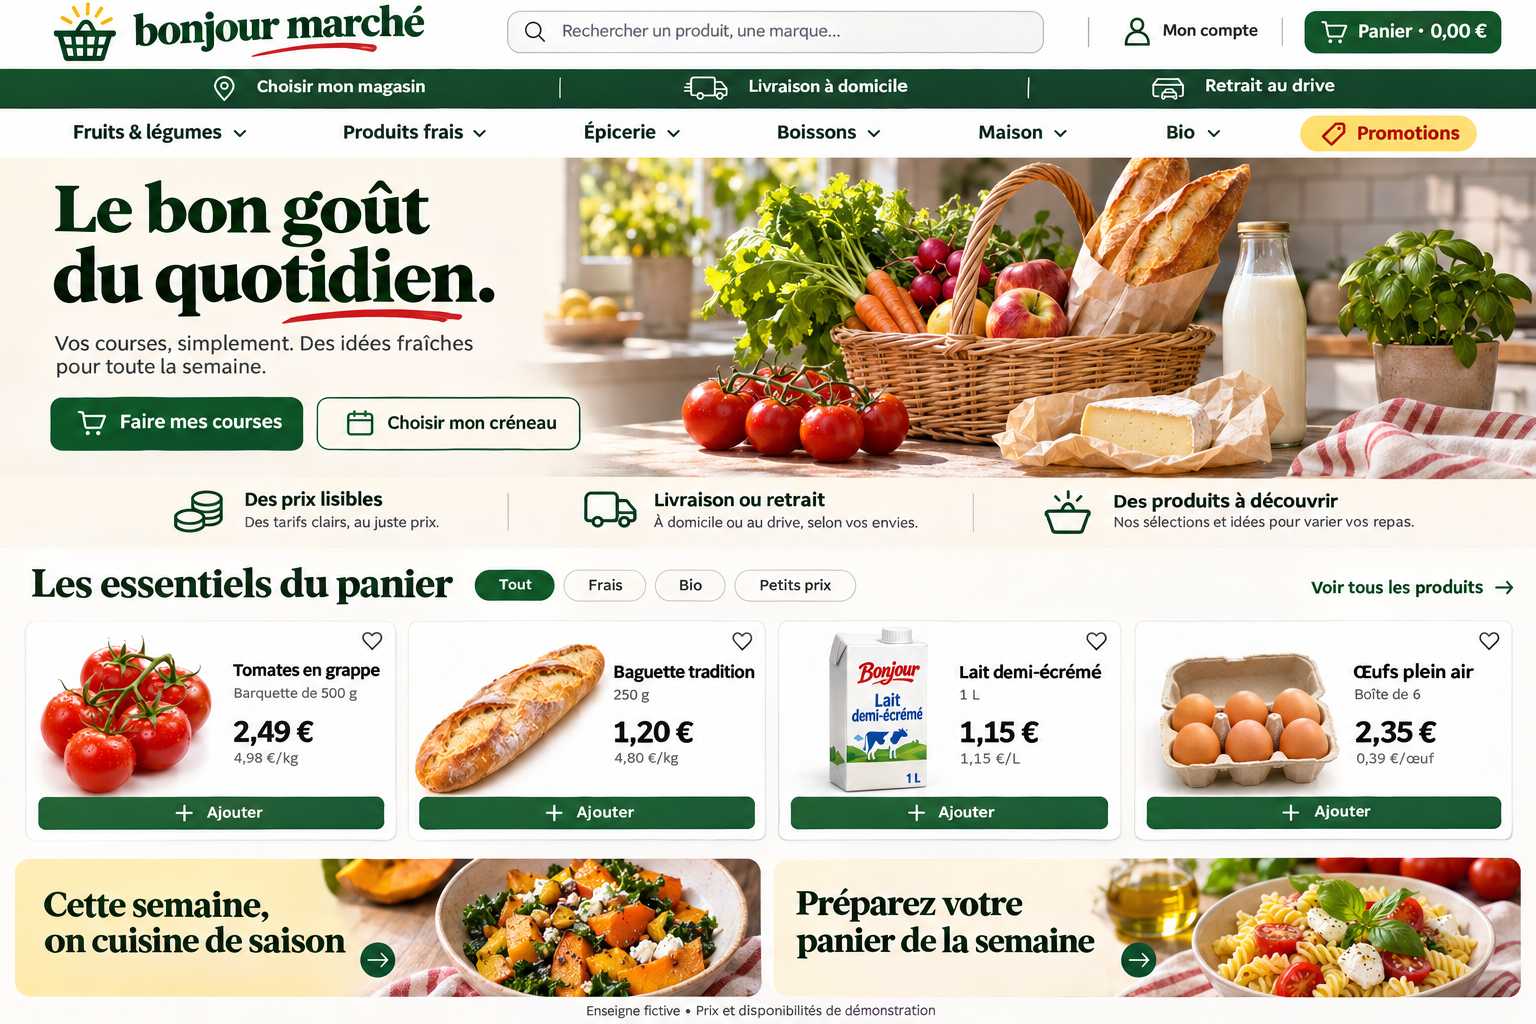 bonjour marché
Rechercher un produit, une marque...
Mon compte
Panier • 0,00 €
Choisir mon magasin
Livraison à domicile
Retrait au drive
Fruits & légumes
Produits frais
Épicerie
Boissons
Maison
Bio
Promotions
Le bon goût
du quotidien.
Vos courses, simplement. Des idées fraîches
pour toute la semaine.
Faire mes courses
Choisir mon créneau
Des prix lisibles
Des tarifs clairs, au juste prix.
Livraison ou retrait
À domicile ou au drive, selon vos envies.
Des produits à découvrir
Nos sélections et idées pour varier vos repas.
Les essentiels du panier
Tout
Frais
Bio
Petits prix
Voir tous les produits
Tomates en grappe
Barquette de 500 g
2,49 €
4,98 €/kg
Ajouter
Baguette tradition
250 g
1,20 €
4,80 €/kg
Ajouter
Bonjour
Lait
demi-écrémé
1 L
Lait demi-écrémé
1 L
1,15 €
1,15 €/L
Ajouter
Œufs plein air
Boîte de 6
2,35 €
0,39 €/œuf
Ajouter
Cette semaine,
on cuisine de saison
Préparez votre
panier de la semaine
Enseigne fictive • Prix et disponibilités de démonstration